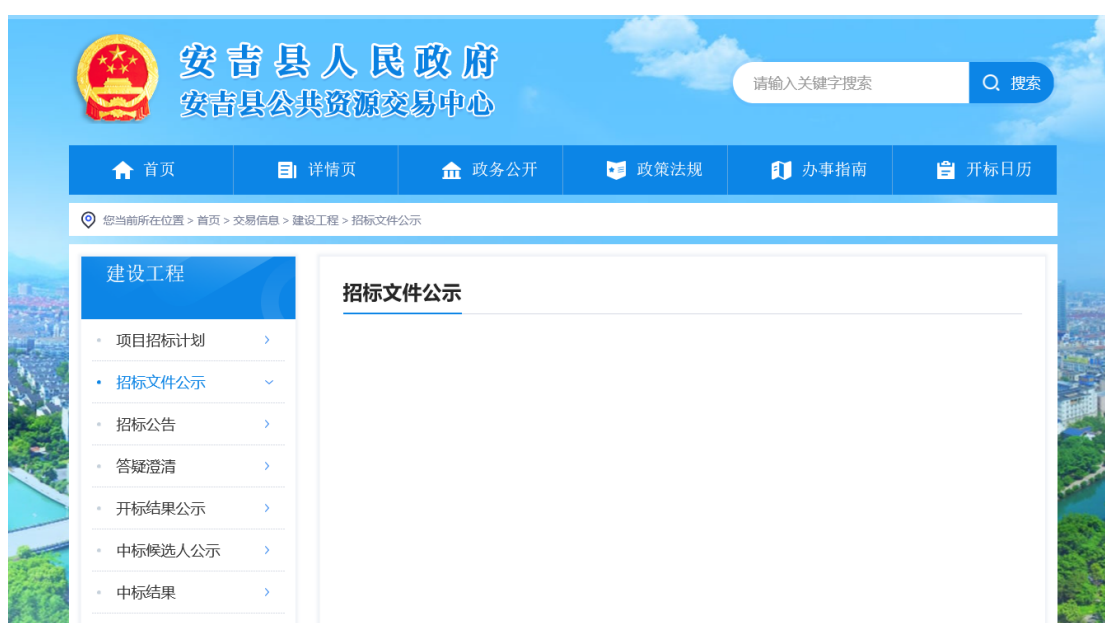 安吉县人民政府
安吉县公共资源交易中心
请输入关键字搜索
搜索
首页 详情页 政务公开 政策法规 办事指南 开标日历
您当前所在位置 > 首页 > 交易信息 > 建设工程 > 招标文件公示
建设工程
招标文件公示
项目招标计划
招标文件公示
招标公告
答疑澄清
开标结果公示
中标候选人公示
中标结果